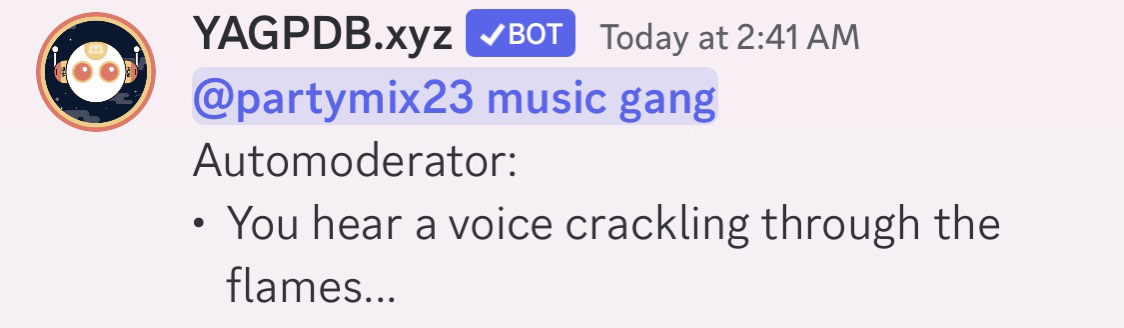 YAGPDB.xyz ✓BOT Today at 2:41 AM
@partymix23 music gang
Automoderator:
• You hear a voice crackling through the
flames...